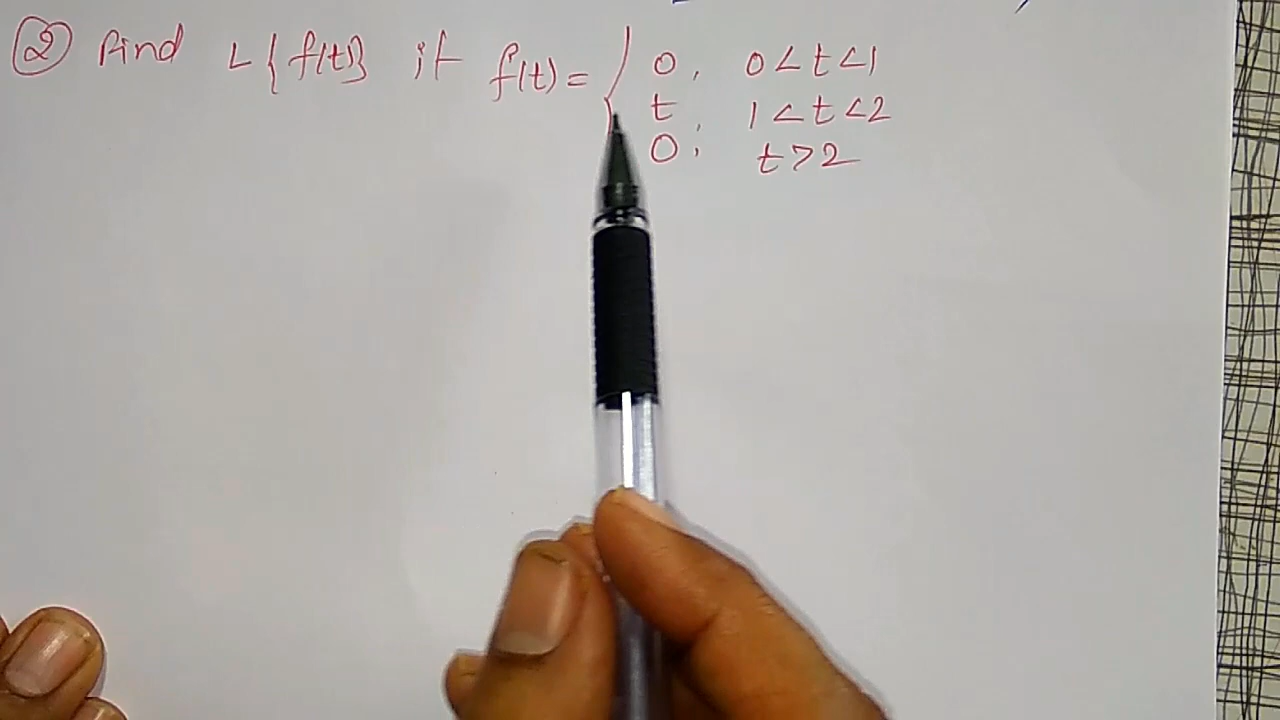 ② Find L{f(t)} if f(t) = { 0, 0<t<1
t, 1<t<2
0; t>2